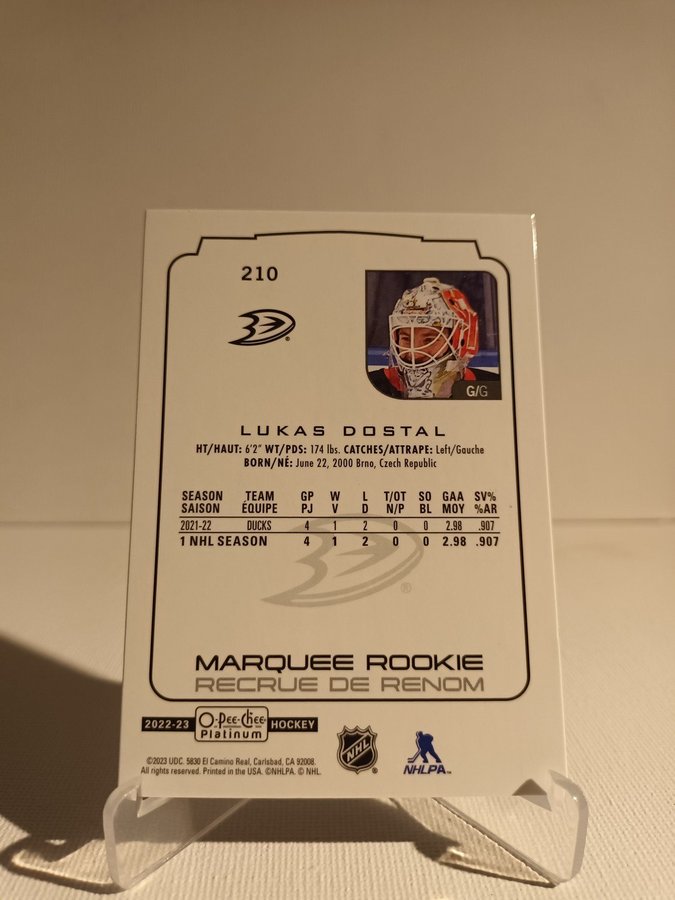 210
G/G
LUKAS DOSTAL
HT/HAUT: 6'2" WT/PDS: 174 lbs. CATCHES/ATTRAPE: Left/Gauche
BORN/NÉ: June 22, 2000 Brno, Czech Republic
SEASON TEAM GP W L T/OT SO GAA SV%
SAISON ÉQUIPE PJ V D N/P BL MOY %AR
2021-22 DUCKS 4 1 2 0 0 2.98 .907
1 NHL SEASON 4 1 2 0 0 2.98 .907
®
MARQUEE ROOKIE
RECRUE DE RENOM
2022-23 O-Pee-Chee Platinum HOCKEY
©2023 UDC. 5830 El Camino Real, Carlsbad, CA 92008.
All rights reserved. Printed in the USA. ©NHLPA. © NHL.
NHL
NHLPA